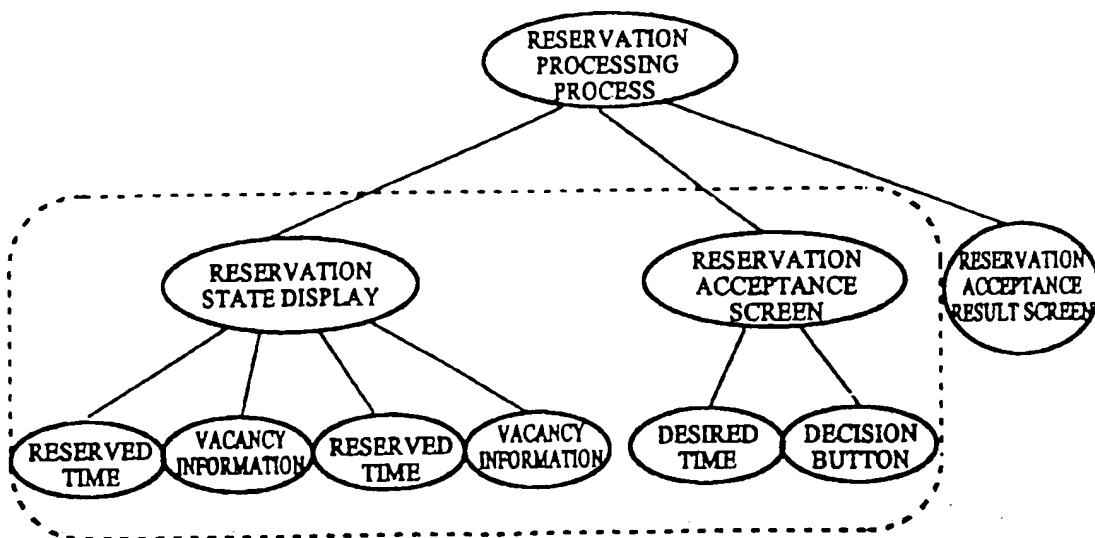 RESERVATION
PROCESSING
PROCESS
RESERVATION
STATE DISPLAY
RESERVATION
ACCEPTANCE
SCREEN
RESERVATION
ACCEPTANCE
RESULT SCREEN
RESERVED
TIME
VACANCY
INFORMATION
RESERVED
TIME
VACANCY
INFORMATION
DESIRED
TIME
DECISION
BUTTON